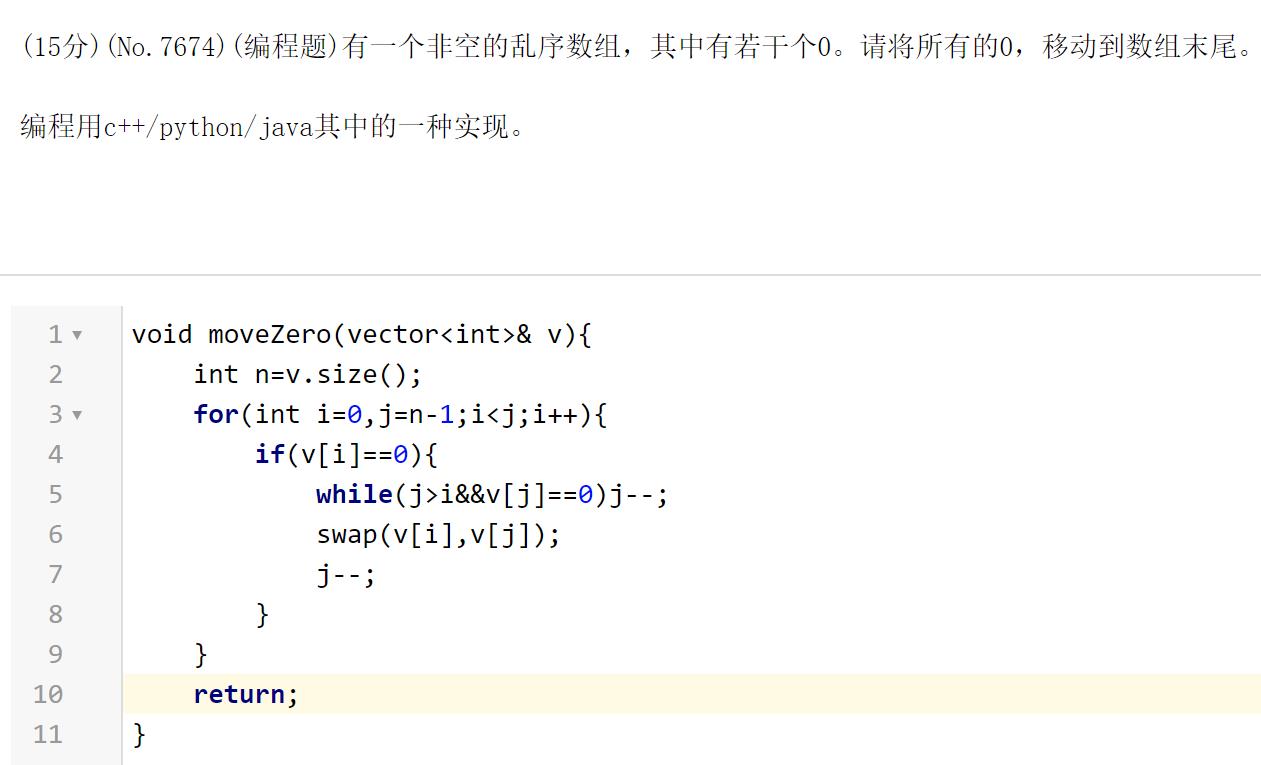 (15分)(No.7674)(编程题)有一个非空的乱序数组，其中有若干个0。请将所有的0，移动到数组末尾。
编程用c++/python/java其中的一种实现。
1 ▾ void moveZero(vector<int>& v){
2     int n=v.size();
3 ▾     for(int i=0,j=n-1;i<j;i++){
4         if(v[i]==0){
5             while(j>i&&v[j]==0)j--;
6             swap(v[i],v[j]);
7             j--;
8         }
9     }
10     return;
11 }